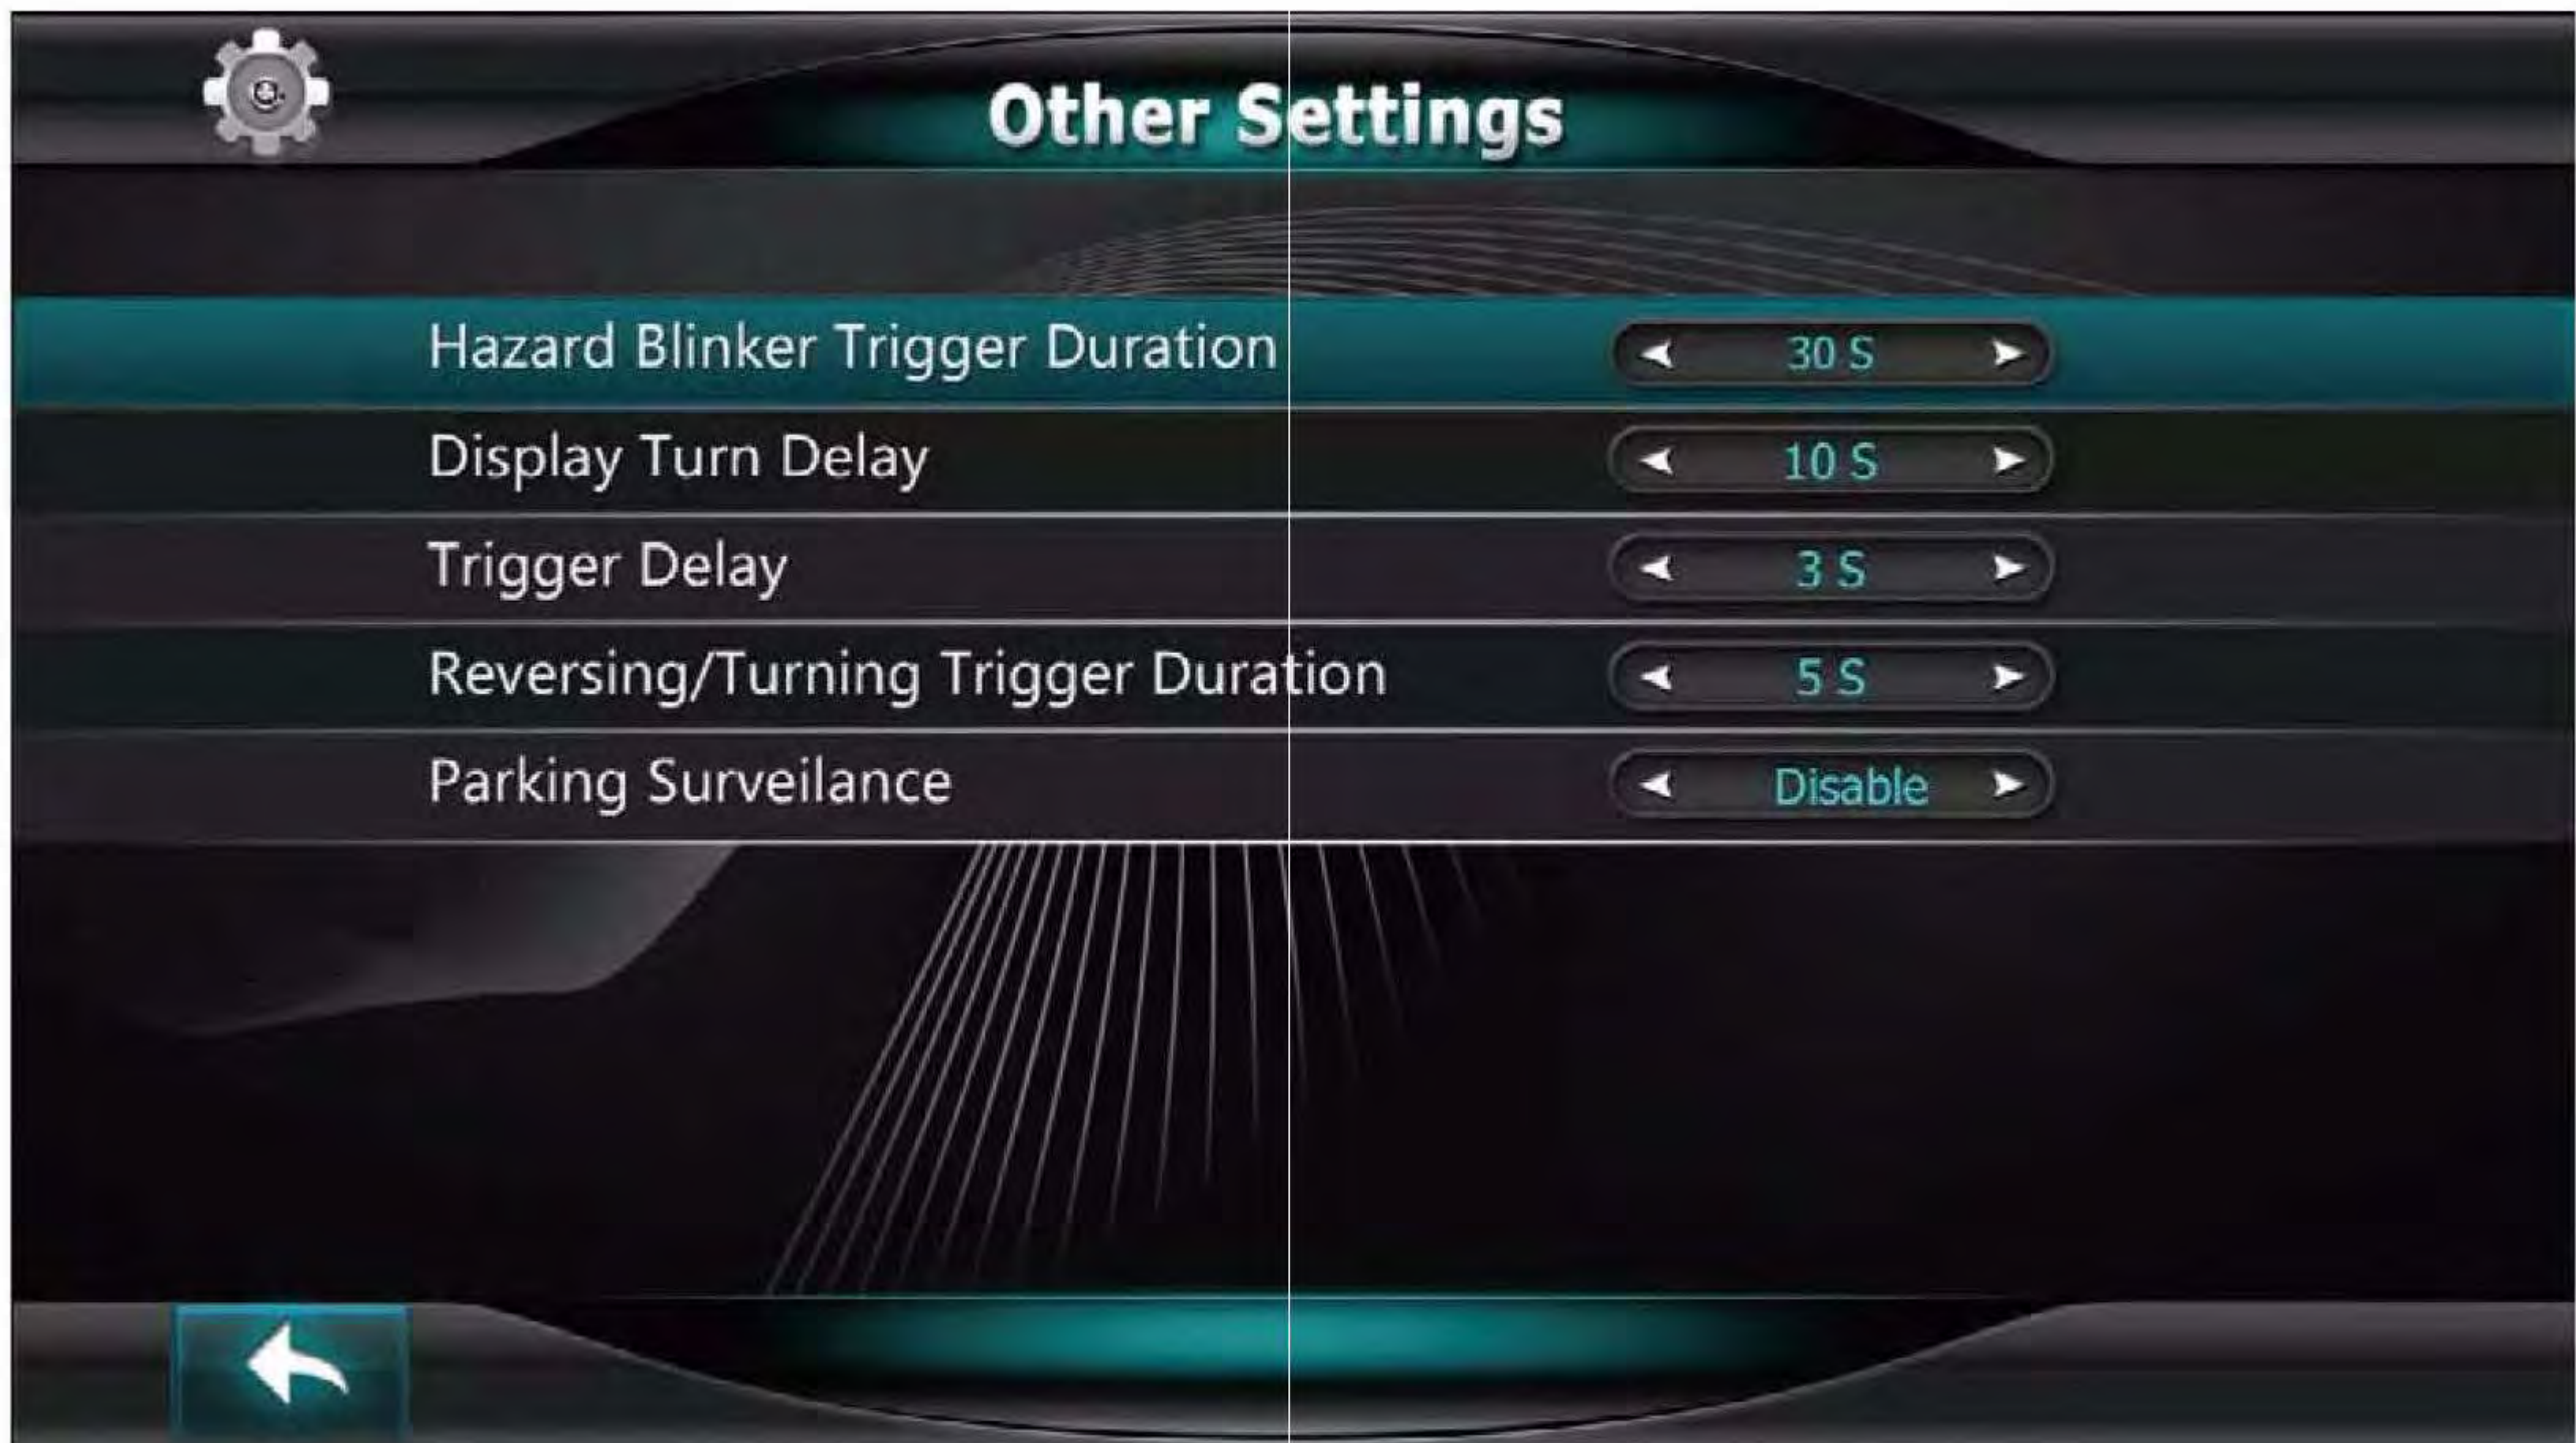 Other Settings
Hazard Blinker Trigger Duration 30 S
Display Turn Delay 10 S
Trigger Delay 3 S
Reversing/Turning Trigger Duration 5 S
Parking Surveilance Disable